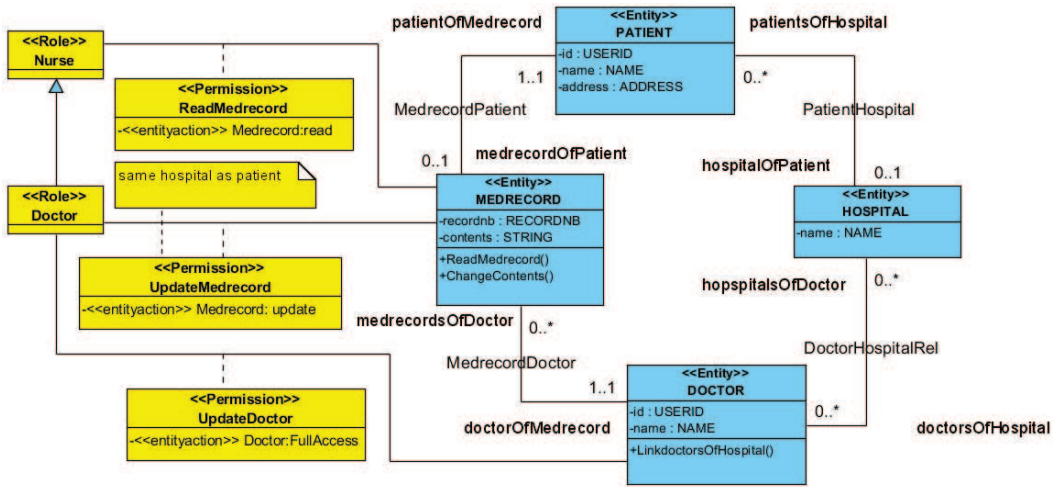 patientOfMedrecord
<<Entity>>
PATIENT
-id : USERID
-name : NAME
-address : ADDRESS
patientsOfHospital
<<Role>>
Nurse
1..1
0..*
<<Permission>>
ReadMedrecord
-<<entityaction>> Medrecord:read
MedrecordPatient
PatientHospital
same hospital as patient
0..1
medrecordOfPatient
hospitalOfPatient
0..1
<<Role>>
Doctor
<<Entity>>
MEDRECORD
-recordnb : RECORDNB
-contents : STRING
+ReadMedrecord()
+ChangeContents()
<<Entity>>
HOSPITAL
-name : NAME
<<Permission>>
UpdateMedrecord
-<<entityaction>> Medrecord: update
hopspitalsOfDoctor
0..*
medrecordsOfDoctor
0..*
MedrecordDoctor
DoctorHospitalRel
1..1
<<Entity>>
DOCTOR
-id : USERID
-name : NAME
+LinkdoctorsOfHospital()
0..*
<<Permission>>
UpdateDoctor
-<<entityaction>> Doctor:FullAccess
doctorOfMedrecord
doctorsOfHospital